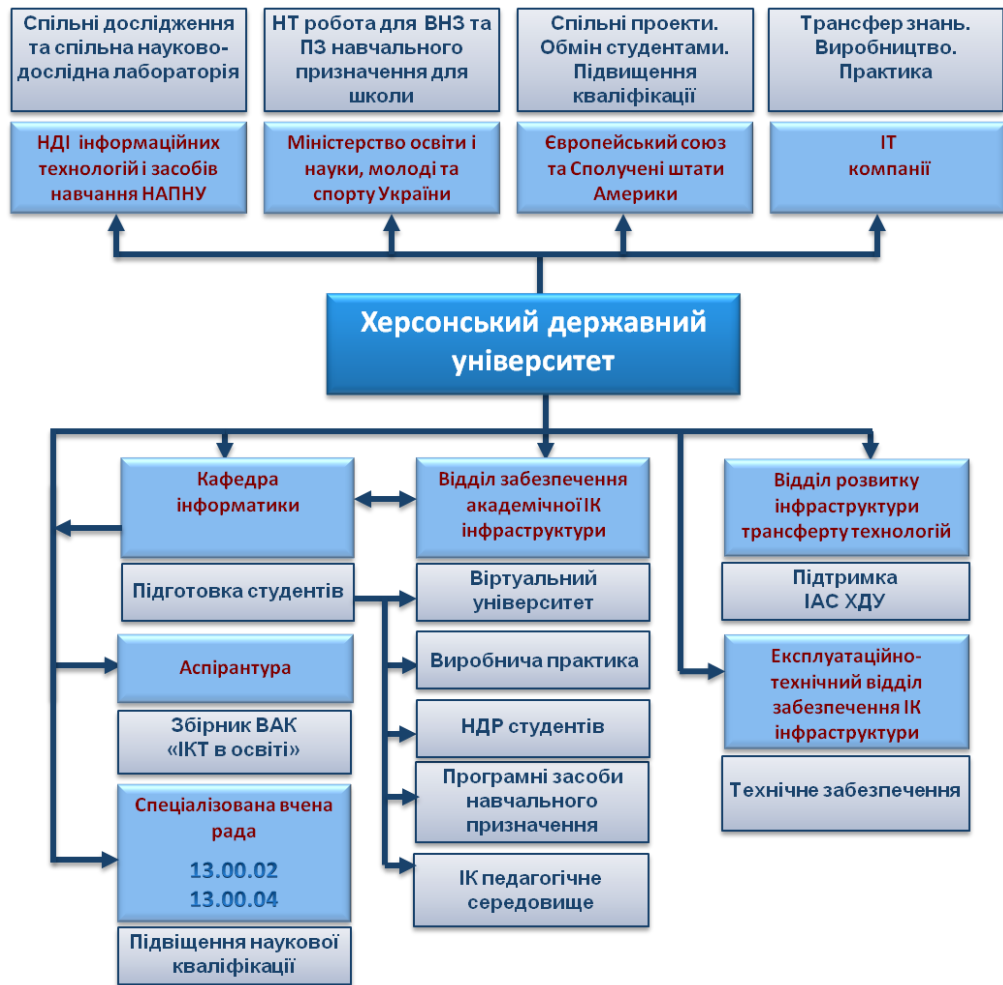 Спільні дослідження
та спільна науково-
дослідна лабораторія
НТ робота для ВНЗ та
ПЗ навчального
призначення для
школи
Спільні проекти.
Обмін студентами.
Підвищення
кваліфікації
Трансфер знань.
Виробництво.
Практика
НДІ інформаційних
технологій і засобів
навчання НАПНУ
Міністерство освіти і
науки, молоді та
спорту України
Європейський союз
та Сполучені штати
Америки
ІТ
компанії
Херсонський державний
університет
Кафедра
інформатики
Підготовка студентів
Аспірантура
Збірник ВАК
«ІКТ в освіті»
Спеціалізована вчена
рада
13.00.02
13.00.04
Підвіщення наукової
кваліфікації
Відділ забезпечення
академічної ІК
інфраструктури
Віртуальний
університет
Виробнича практика
НДР студентів
Програмні засоби
навчального
призначення
ІК педагогічне
середовище
Відділ розвитку
інфраструктури
трансферту технологій
Підтримка
ІАС ХДУ
Експлуатаційно-
технічний відділ
забезпечення ІК
інфраструктури
Технічне забезпечення